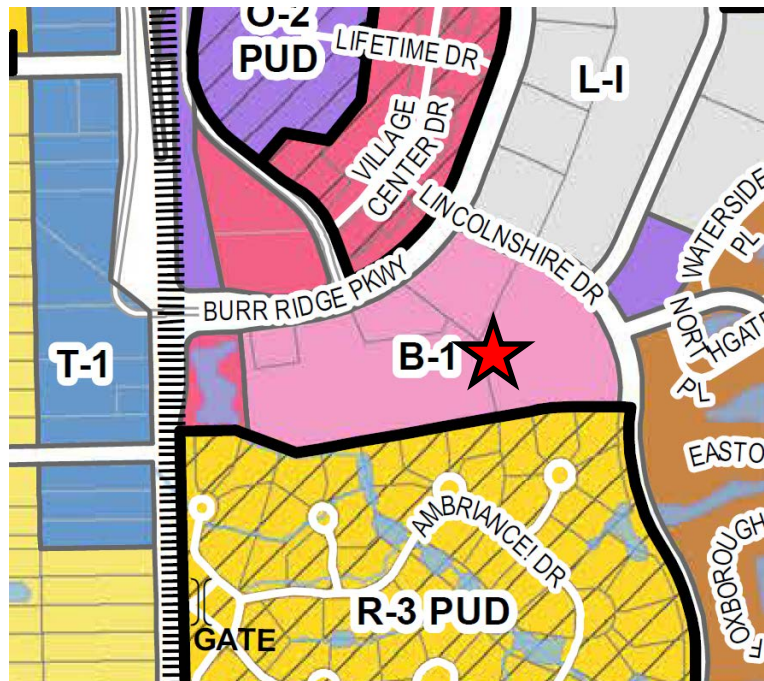 O-2
PUD
LIFETIME DR
L-I
VILLAGE
CENTER DR
LINCOLNSHIRE DR
WATERSIDE
PL
BURR RIDGE PKWY
NORT
HGATE
PL
T-1
B-1
EASTO
AMBRIANCE! DR
OXBOROUGH
R-3 PUD
GATE